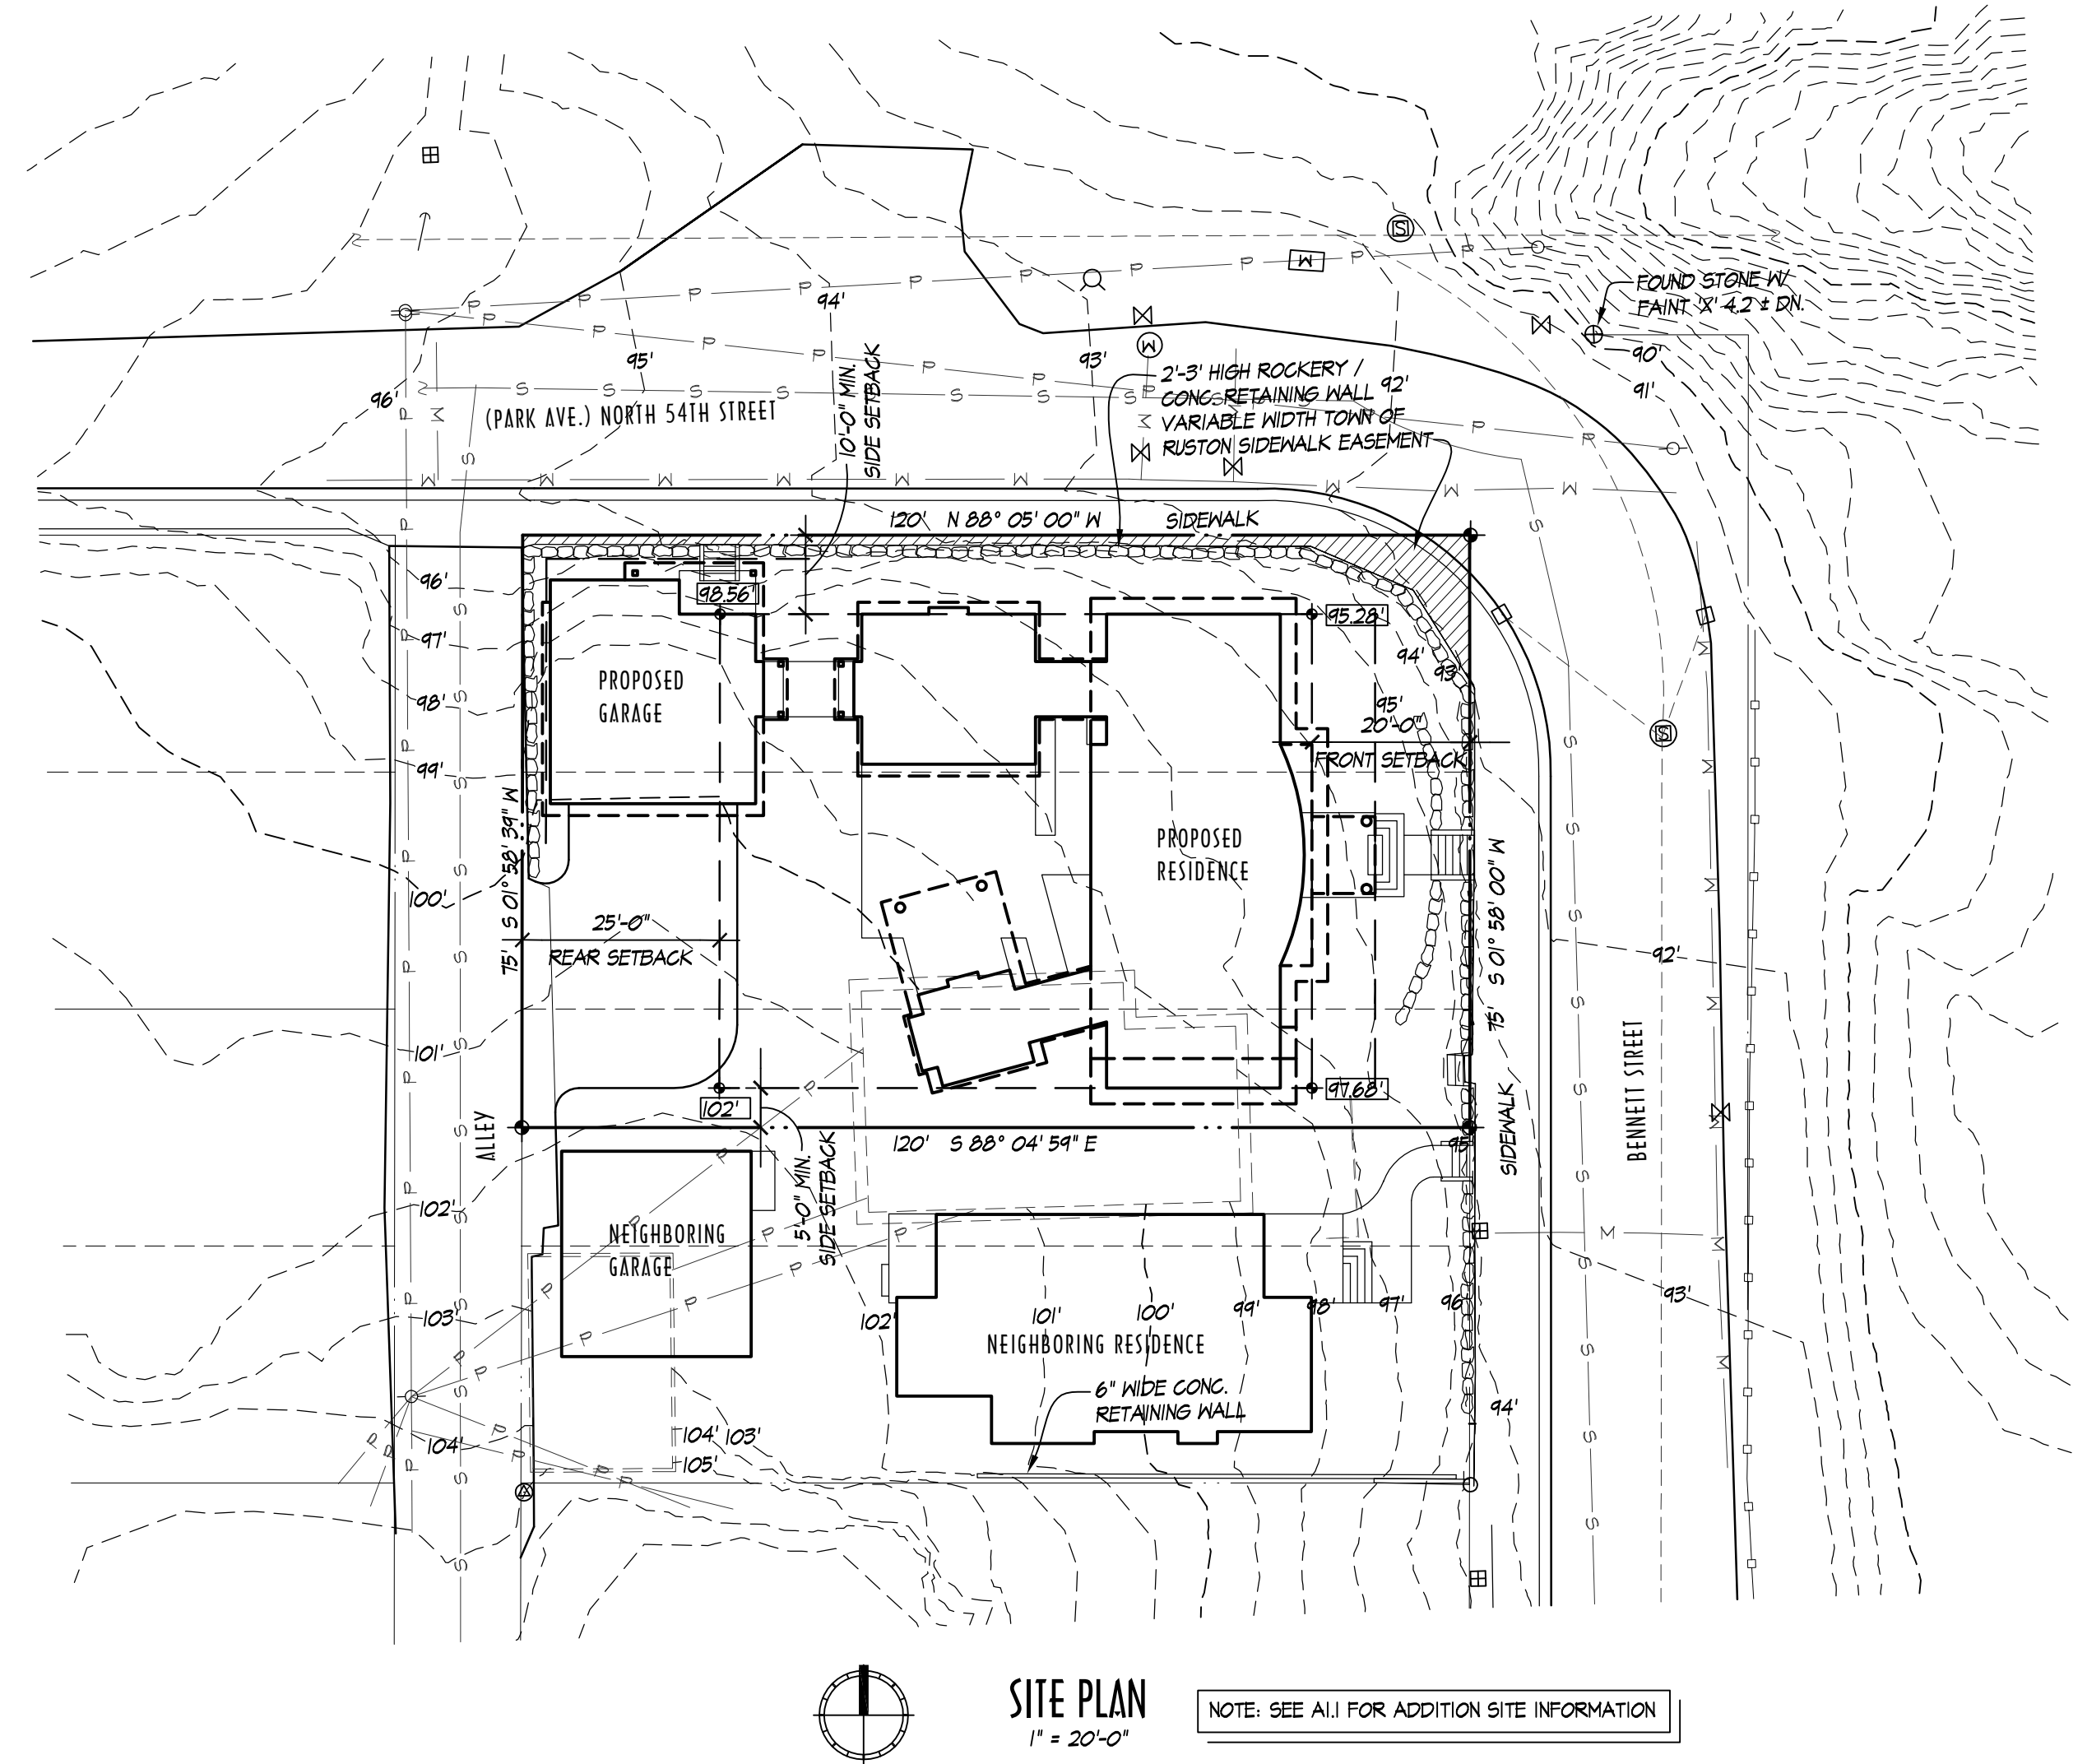 FOUND STONE W/
FAINT 'X' 4.2 ± DN.
94'
90'
95'
93'
2'-3' HIGH ROCKERY /
CONC. RETAINING WALL
VARIABLE WIDTH TOWN OF
RUSTON SIDEWALK EASEMENT
92'
91'
96'
(PARK AVE.) NORTH 54TH STREET
10'-0" MIN.
SIDE SETBACK
120' N 88° 05' 00" W
SIDEWALK
96'
98.56'
95.28'
97'
94'
93'
PROPOSED
GARAGE
98'
95'
20'-0"
FRONT SETBACK
99'
PROPOSED
RESIDENCE
75' S 01° 58' 39" W
75' S 01° 58' 00" W
100'
25'-0"
REAR SETBACK
92'
101'
BENNETT STREET
102'
97.68'
ALLEY
SIDEWALK
120' S 88° 04' 59" E
95'
5'-0" MIN.
SIDE SETBACK
102'
NEIGHBORING
GARAGE
93'
103'
102'
101'
100'
99'
98'
97'
96
NEIGHBORING RESIDENCE
6" WIDE CONC.
RETAINING WALL
94'
104'
104'
103'
105'
SITE PLAN
1" = 20'-0"
NOTE: SEE A1.1 FOR ADDITION SITE INFORMATION